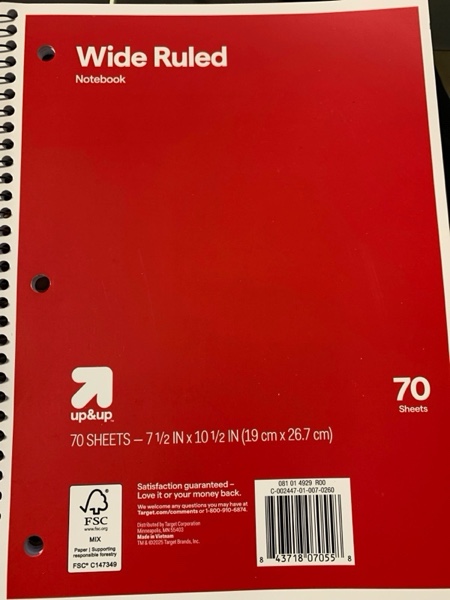 Wide Ruled
Notebook
up&up™
70
Sheets
70 SHEETS — 7 1/2 IN x 10 1/2 IN (19 cm x 26.7 cm)
FSC
www.fsc.org
MIX
Paper | Supporting
responsible forestry
FSC® C147349
Satisfaction guaranteed –
Love it or your money back.
We welcome any questions you may have at
Target.com/comments or 1-800-910-6874.
Distributed by Target Corporation
Minneapolis, MN 55403
Made in Vietnam
TM & ©2025 Target Brands, Inc.
081 01 4929 R00
C-002447-01-007-0260
8 43718 07055 8